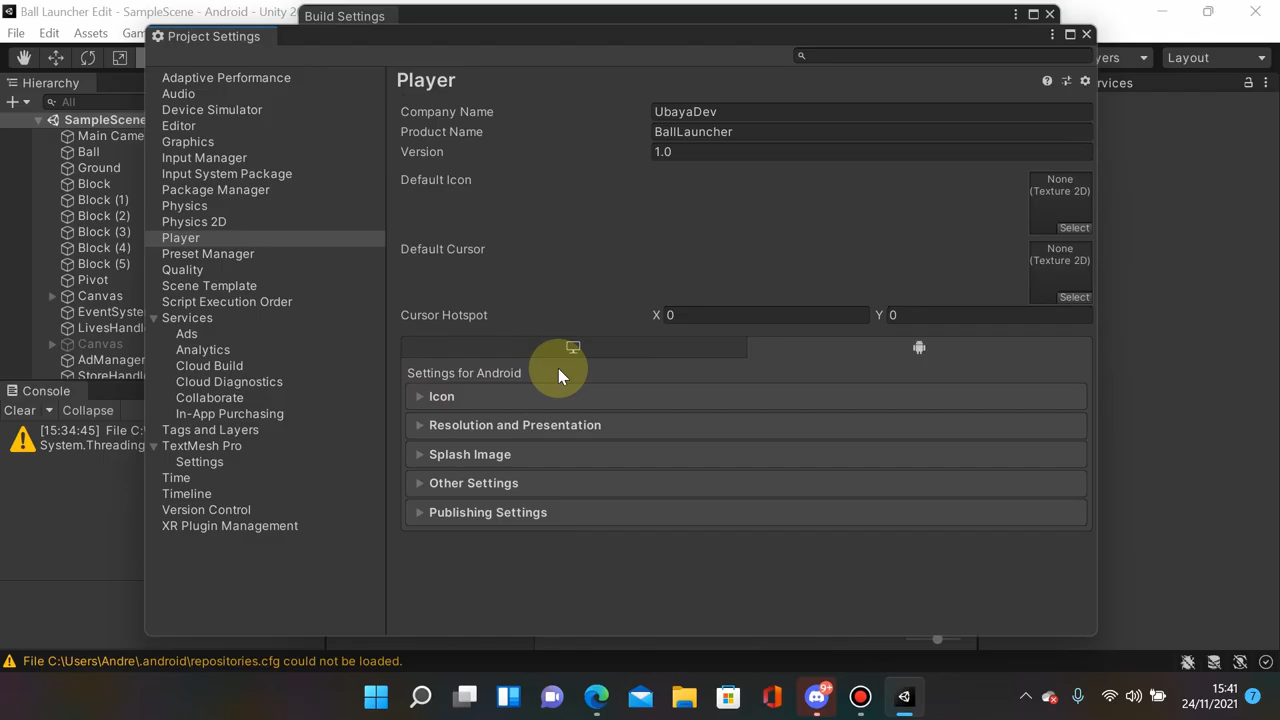 Ball Launcher Edit - SampleScene - Android - Unity 2
Build Settings
File Edit Assets Gam
Project Settings
yers
Layout
Hierarchy
rvices
All
SampleScene
Main Came
Ball
Ground
Block
Block (1)
Block (2)
Block (3)
Block (4)
Block (5)
Pivot
Canvas
EventSyste
LivesHandl
Canvas
AdManager
StoreHandl
Console
Clear Collapse
[15:34:45] File C:\
System.Threading
Adaptive Performance
Audio
Device Simulator
Editor
Graphics
Input Manager
Input System Package
Package Manager
Physics
Physics 2D
Player
Preset Manager
Quality
Scene Template
Script Execution Order
Services
Ads
Analytics
Cloud Build
Cloud Diagnostics
Collaborate
In-App Purchasing
Tags and Layers
TextMesh Pro
Settings
Time
Timeline
Version Control
XR Plugin Management
Player
Company Name UbayaDev
Product Name BallLauncher
Version 1.0
Default Icon
None
(Texture 2D)
Select
Default Cursor
None
(Texture 2D)
Select
Cursor Hotspot X 0 Y 0
Settings for Android
Icon
Resolution and Presentation
Splash Image
Other Settings
Publishing Settings
File C:\Users\Andre\.android\repositories.cfg could not be loaded.
9+
15:41
24/11/2021
7